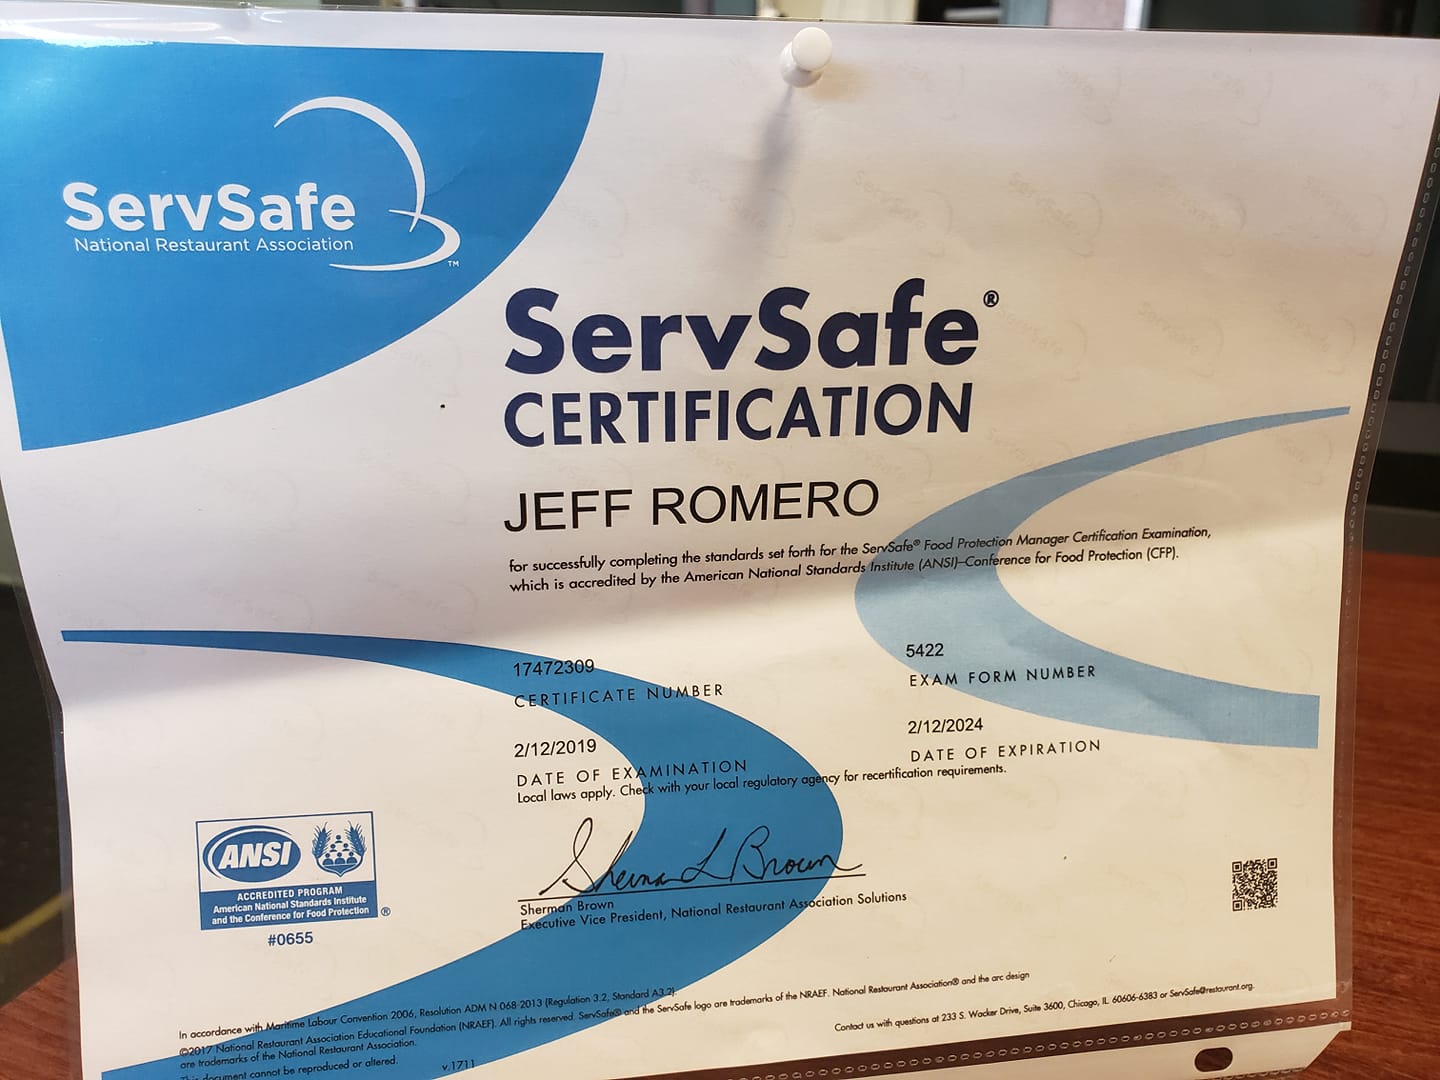 ServSafe
National Restaurant Association
™
ServSafe®
CERTIFICATION
JEFF ROMERO
for successfully completing the standards set forth for the ServSafe® Food Protection Manager Certification Examination,
which is accredited by the American National Standards Institute (ANSI)–Conference for Food Protection (CFP).
17472309
CERTIFICATE NUMBER
5422
EXAM FORM NUMBER
2/12/2019
DATE OF EXAMINATION
2/12/2024
DATE OF EXPIRATION
Local laws apply. Check with your local regulatory agency for recertification requirements.
Sherman L Brown
Sherman Brown
Executive Vice President, National Restaurant Association Solutions
ANSI
ACCREDITED PROGRAM
American National Standards Institute
and the Conference for Food Protection
®
#0655
In accordance with Maritime Labour Convention 2006, Resolution ADM N 068-2013 (Regulation 3.2, Standard A3.2).
©2017 National Restaurant Association Educational Foundation (NRAEF). All rights reserved. ServSafe® and the ServSafe logo are trademarks of the NRAEF. National Restaurant Association® and the arc design
are trademarks of the National Restaurant Association.
This document cannot be reproduced or altered.
v.1711
Contact us with questions at 233 S. Wacker Drive, Suite 3600, Chicago, IL 60606-6383 or ServSafe@restaurant.org.